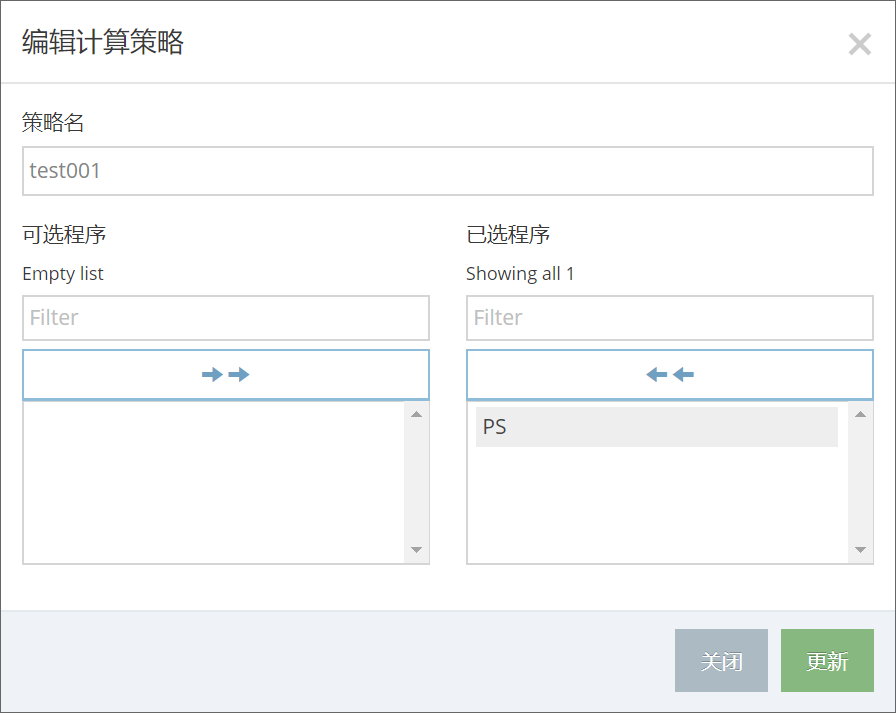 编辑计算策略
策略名
test001
可选程序
已选程序
Empty list
Showing all 1
Filter
Filter
PS
关闭
更新